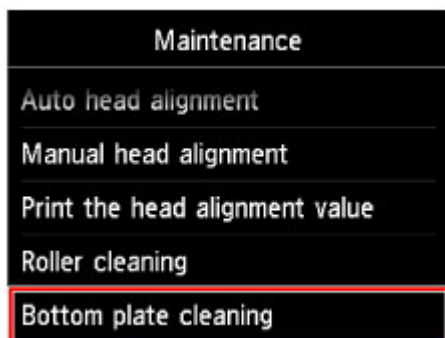 Maintenance
Auto head alignment
Manual head alignment
Print the head alignment value
Roller cleaning
Bottom plate cleaning